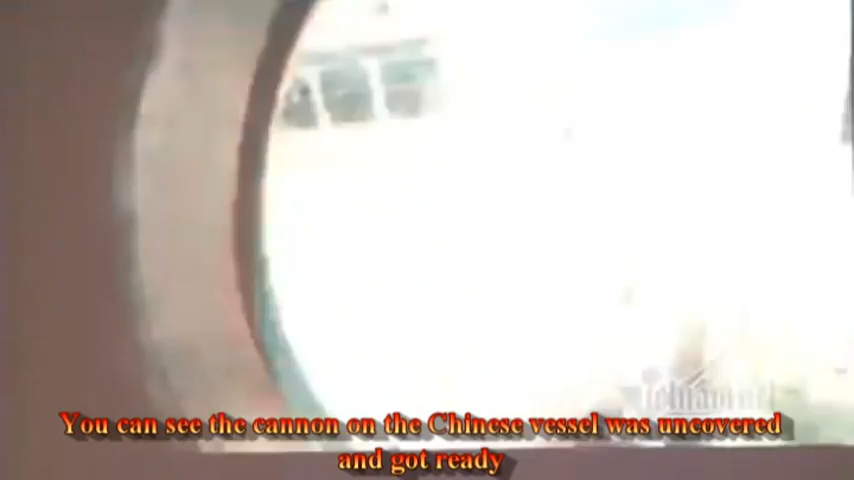 You can see the cannon on the Chinese vessel was uncovered
and got ready